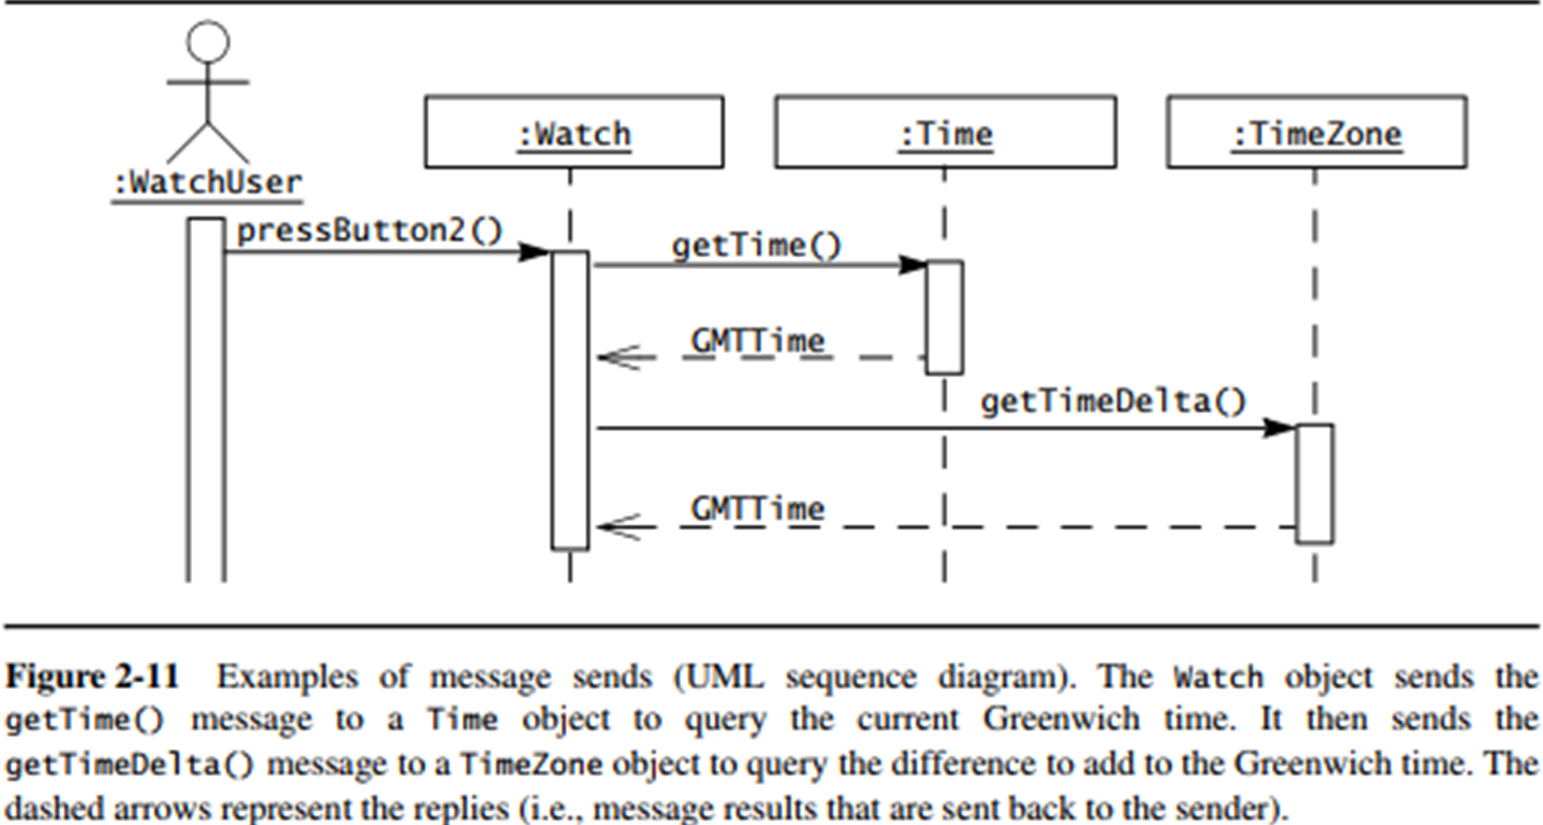 :Watch
:Time
:TimeZone
:WatchUser
pressButton2()
getTime()
GMTTime
getTimeDelta()
GMTTime
Figure 2-11 Examples of message sends (UML sequence diagram). The Watch object sends the
getTime() message to a Time object to query the current Greenwich time. It then sends the
getTimeDelta() message to a TimeZone object to query the difference to add to the Greenwich time. The
dashed arrows represent the replies (i.e., message results that are sent back to the sender).